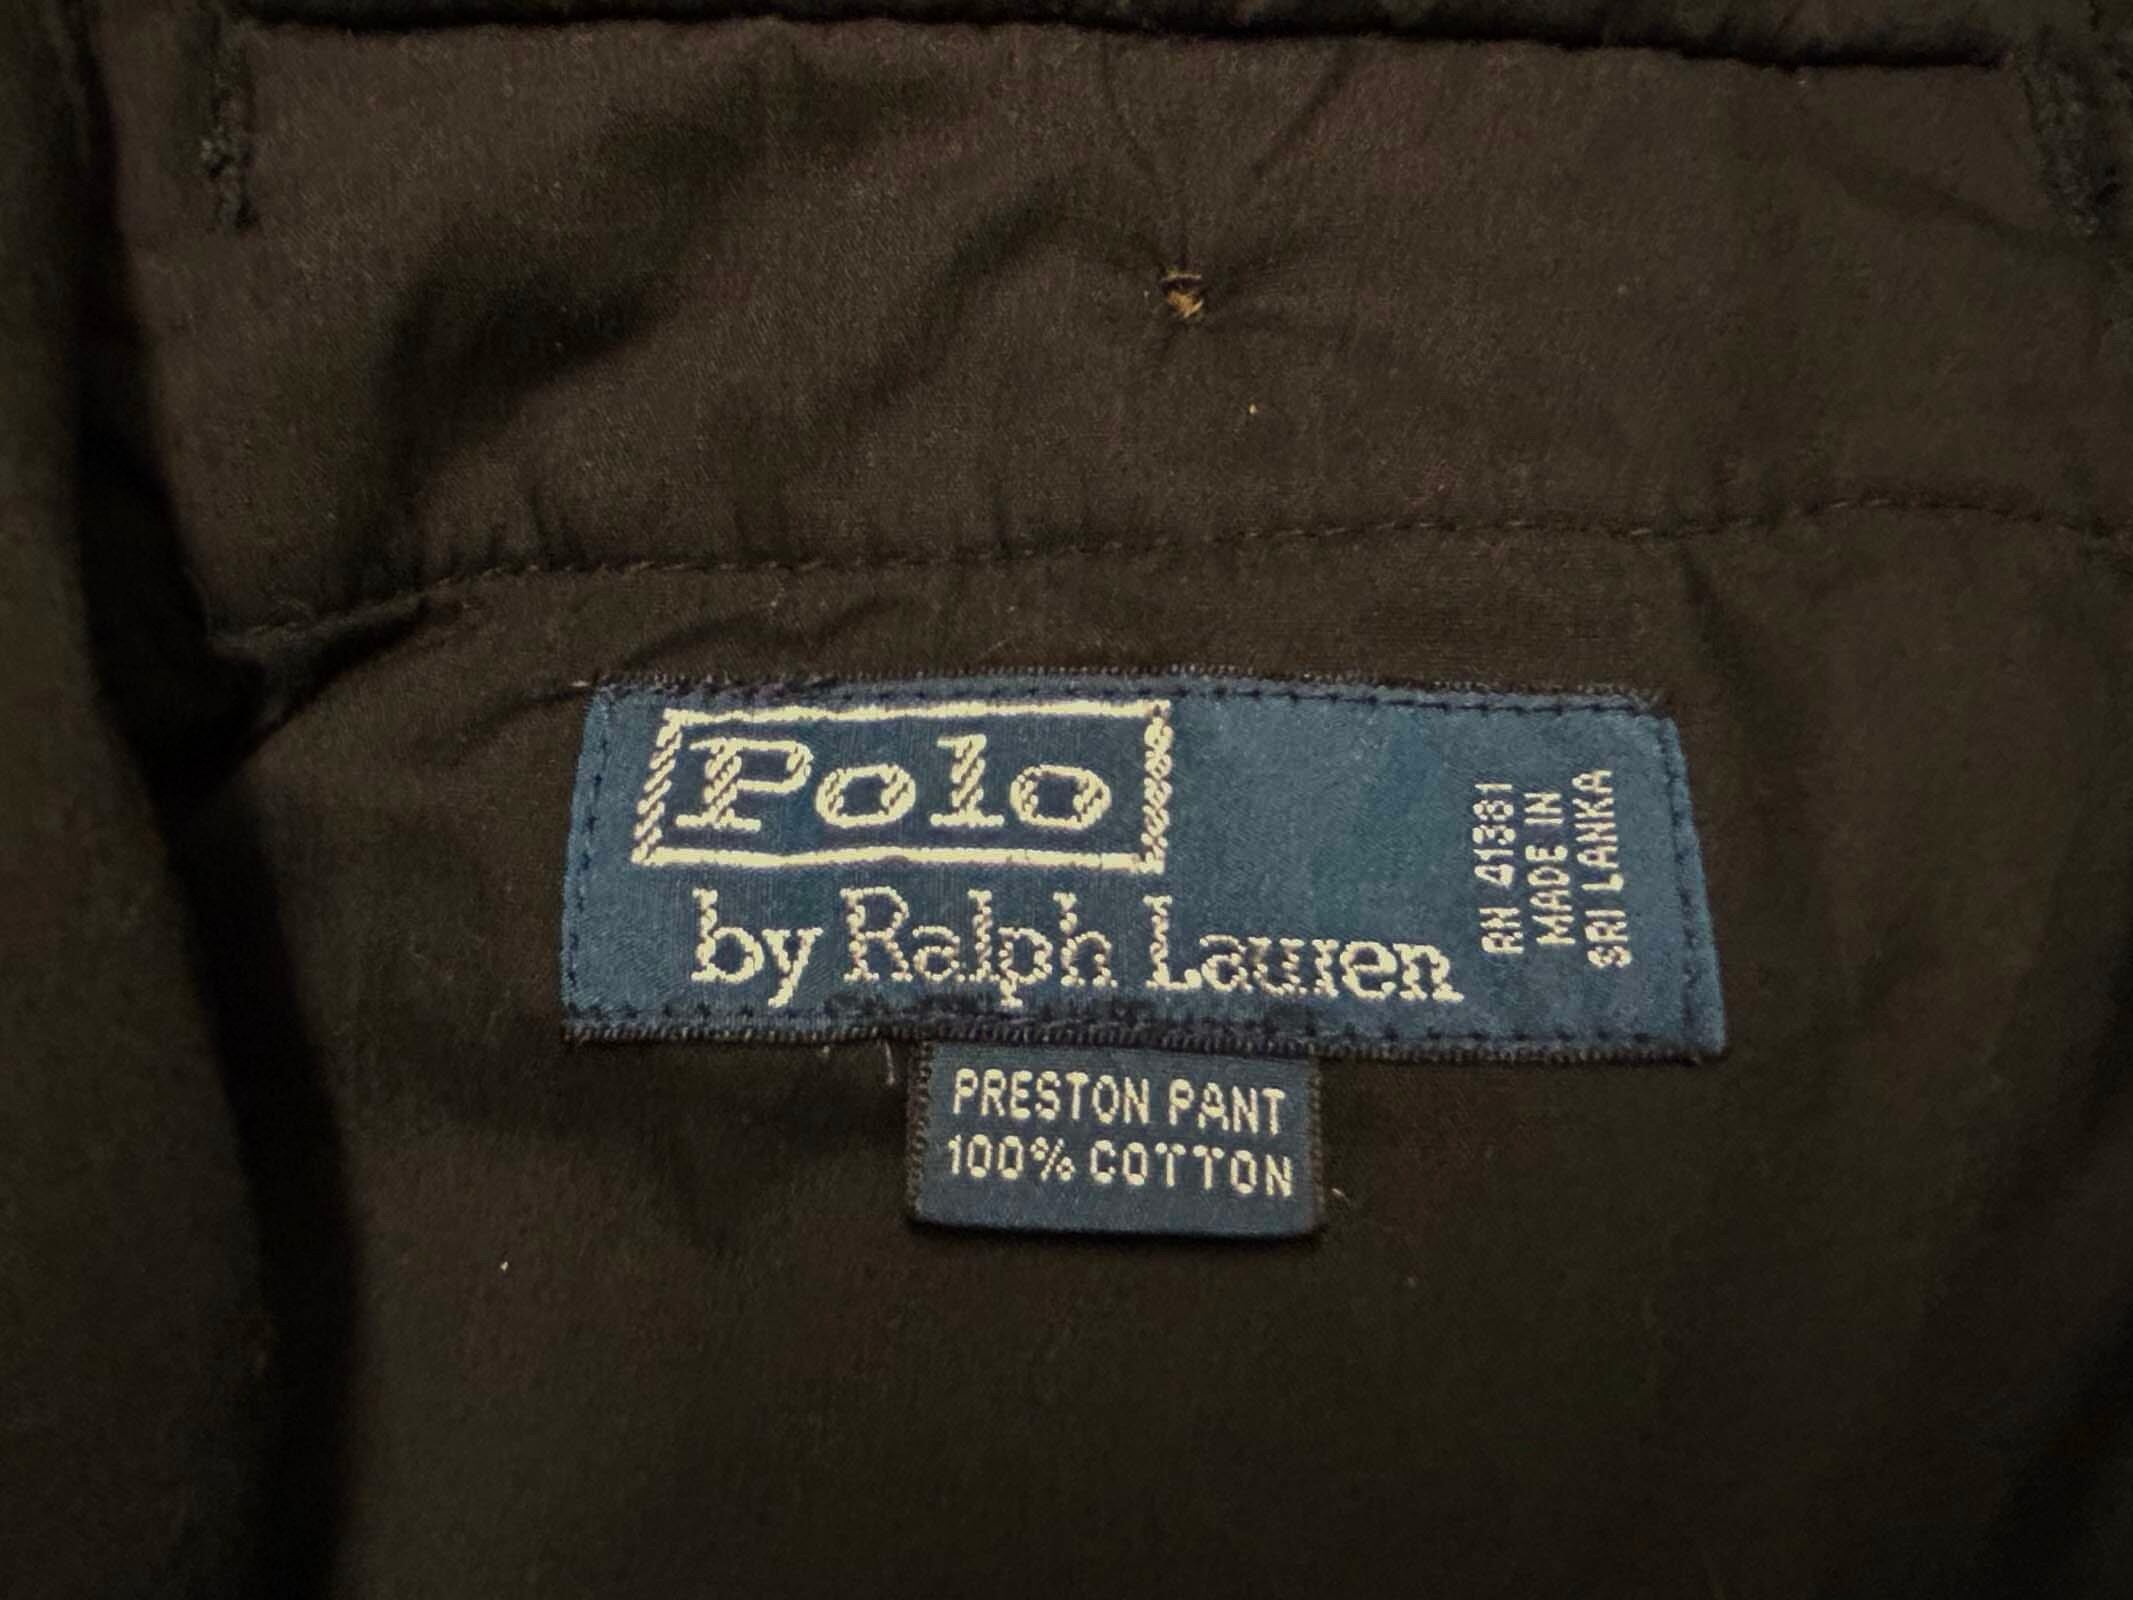 Polo
by Ralph Lauren
RN 41381
MADE IN
SRI LANKA
PRESTON PANT
100% COTTON